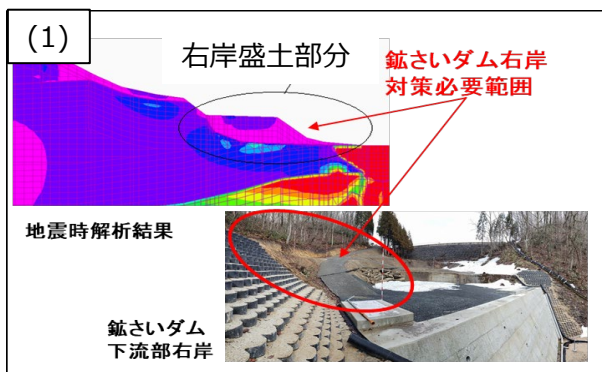 (1)
右岸盛土部分
鉱さいダム右岸
対策必要範囲
地震時解析結果
鉱さいダム
下流部右岸